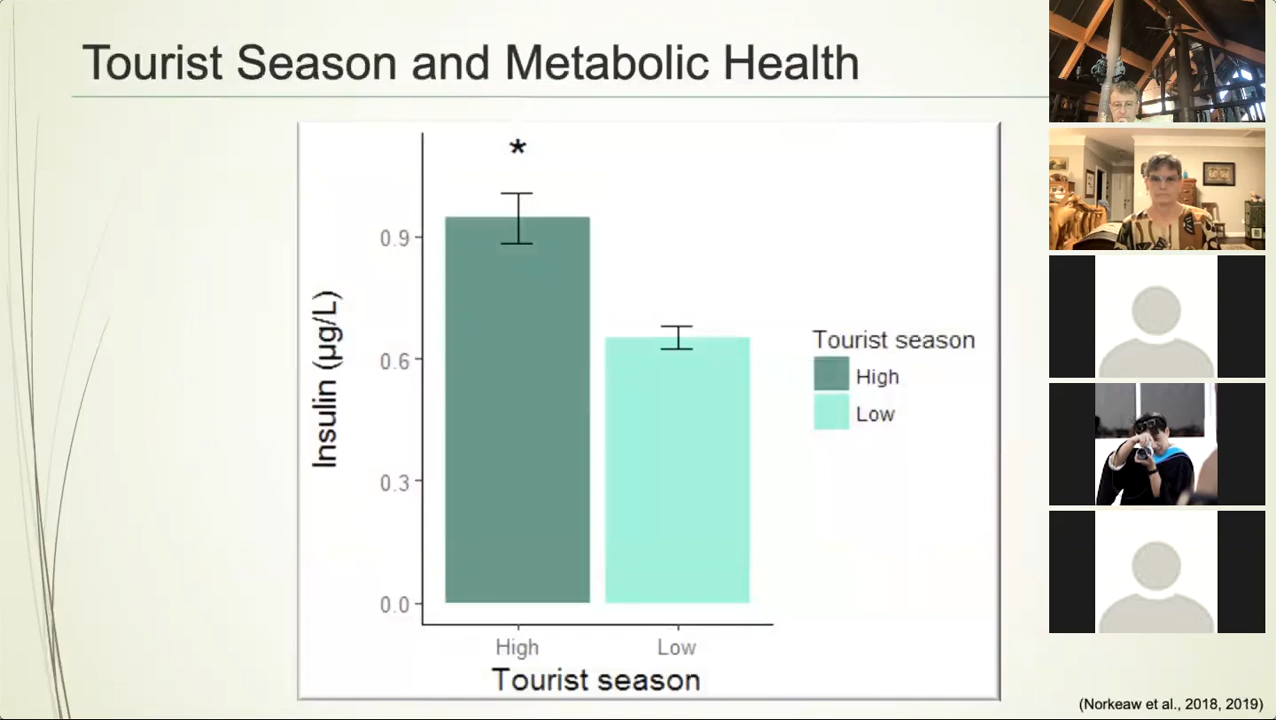 Tourist Season and Metabolic Health
*
0.9
0.6
0.3
0.0
Insulin (µg/L)
High
Low
Tourist season
Tourist season
High
Low
(Norkeaw et al., 2018, 2019)